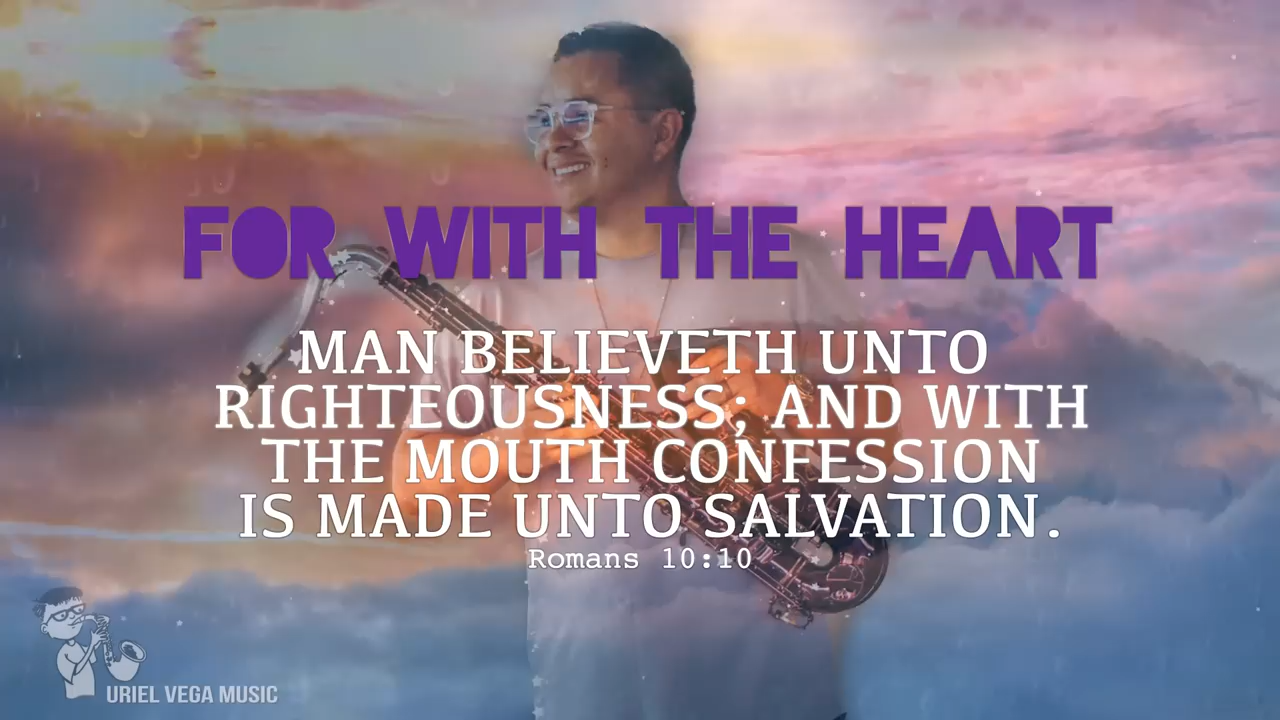 FOR WITH THE HEART
MAN BELIEVETH UNTO
RIGHTEOUSNESS; AND WITH
THE MOUTH CONFESSION
IS MADE UNTO SALVATION.
Romans 10:10
URIEL VEGA MUSIC